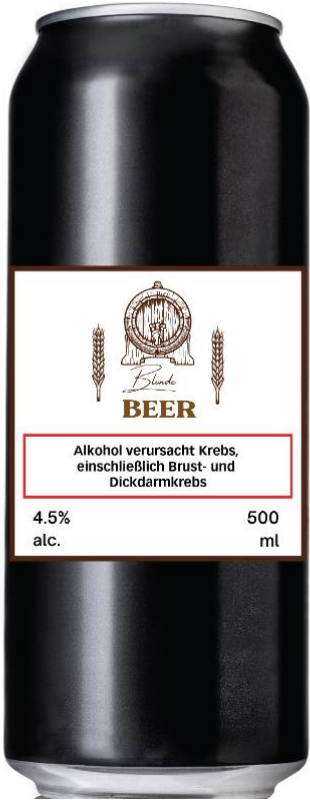 Blonde
BEER
Alkohol verursacht Krebs,
einschließlich Brust- und
Dickdarmkrebs
4.5% 500
alc. ml